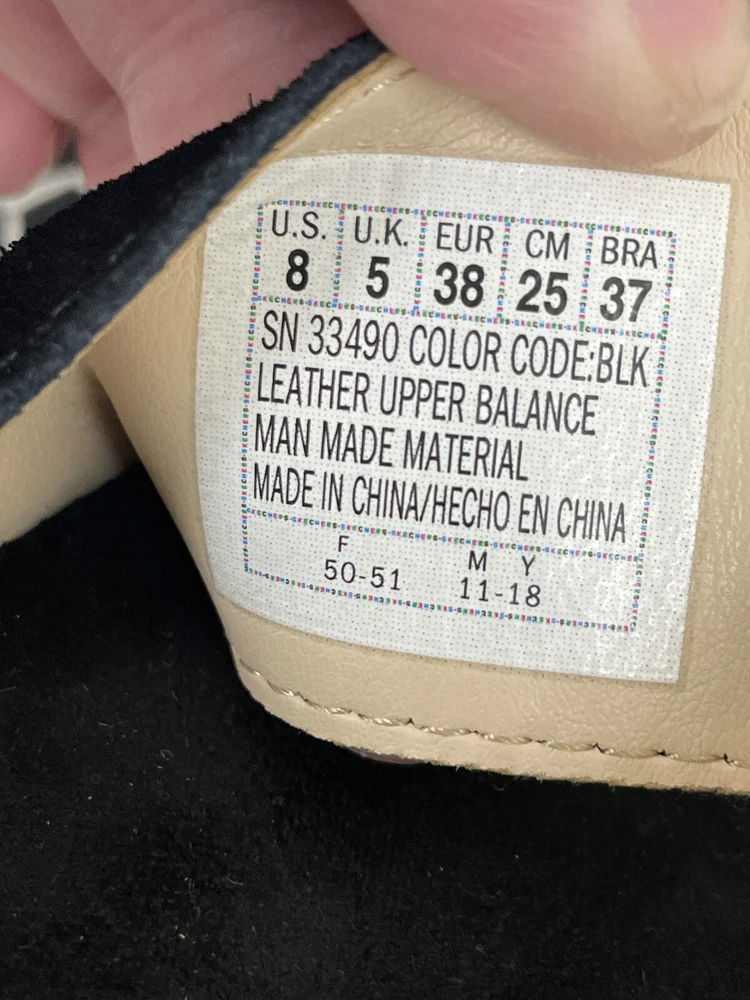 U.S. U.K. EUR CM BRA
8 5 38 25 37
SN 33490 COLOR CODE:BLK
LEATHER UPPER BALANCE
MAN MADE MATERIAL
MADE IN CHINA/HECHO EN CHINA
F M Y
50-51 11-18